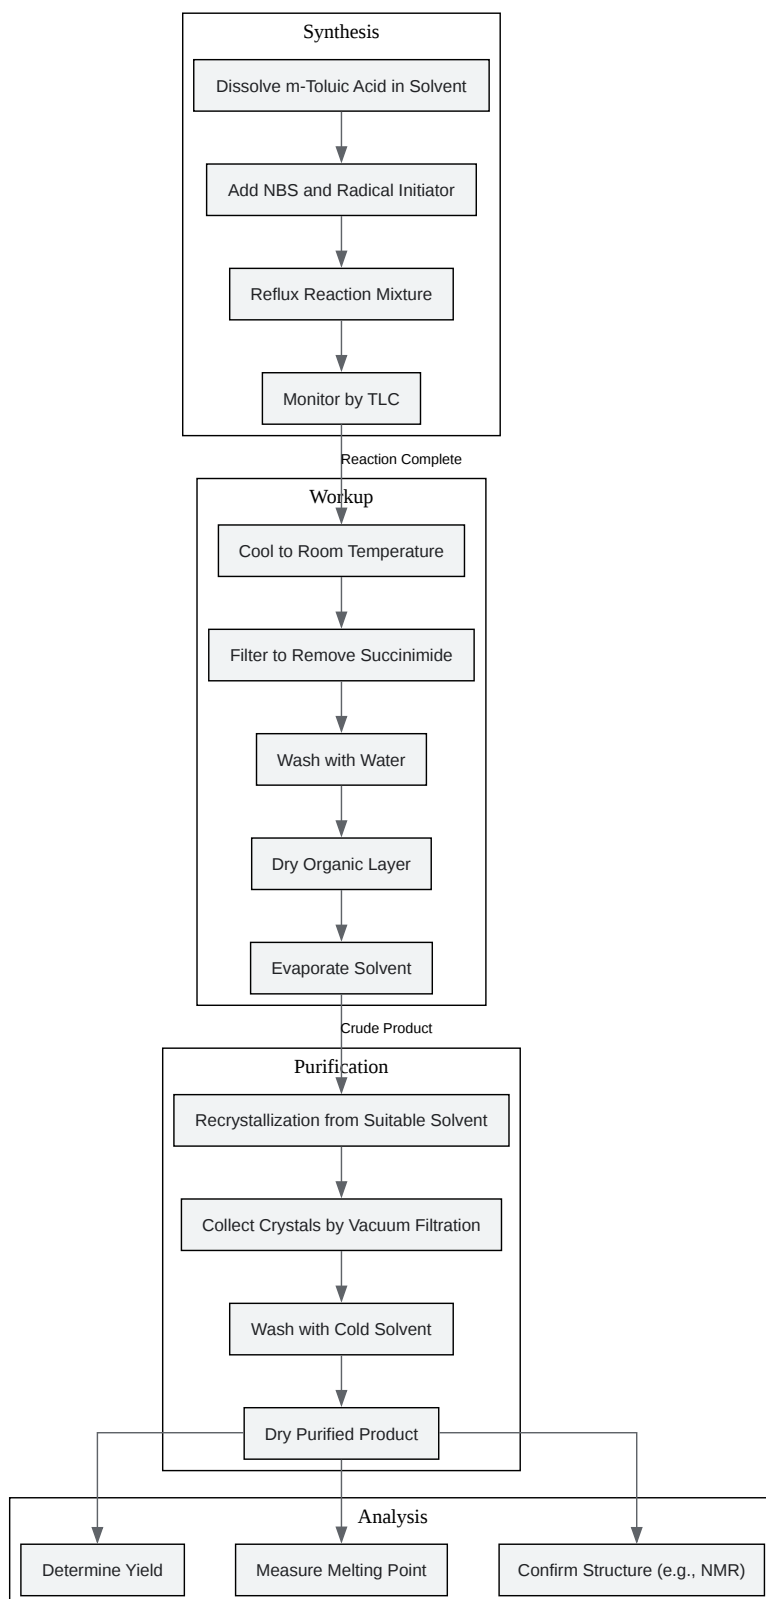 Synthesis
Dissolve m-Toluic Acid in Solvent
Add NBS and Radical Initiator
Reflux Reaction Mixture
Monitor by TLC
Reaction Complete
Workup
Cool to Room Temperature
Filter to Remove Succinimide
Wash with Water
Dry Organic Layer
Evaporate Solvent
Crude Product
Purification
Recrystallization from Suitable Solvent
Collect Crystals by Vacuum Filtration
Wash with Cold Solvent
Dry Purified Product
Analysis
Determine Yield
Measure Melting Point
Confirm Structure (e.g., NMR)